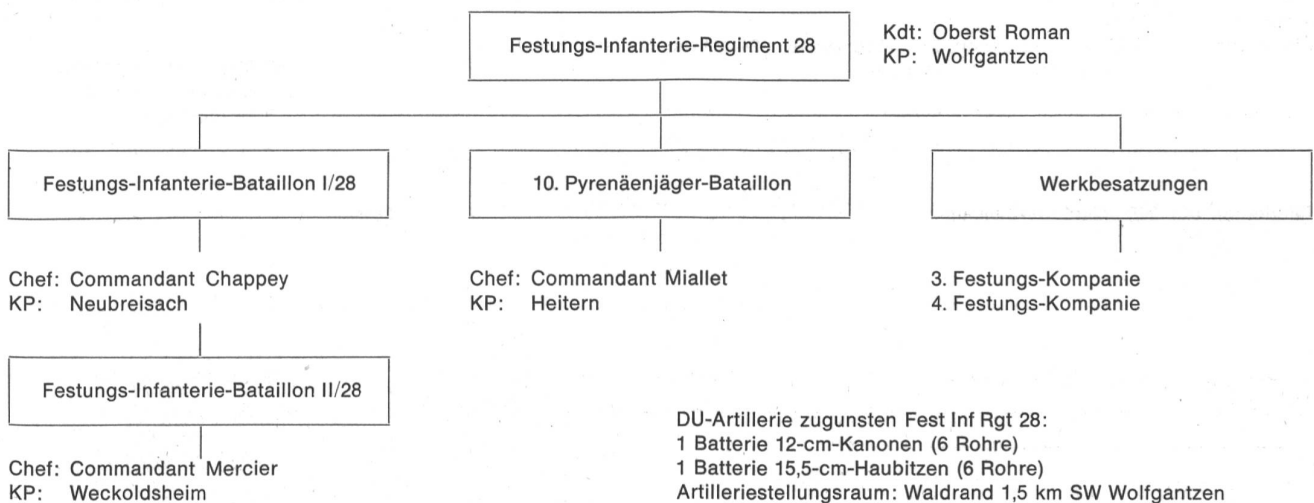 Festungs-Infanterie-Regiment 28
Kdt: Oberst Roman
KP: Wolfgantzen
Festungs-Infanterie-Bataillon I/28
10. Pyrenäenjäger-Bataillon
Werkbesatzungen
Chef: Commandant Chappey
KP: Neubreisach
Chef: Commandant Miallet
KP: Heitern
3. Festungs-Kompanie
4. Festungs-Kompanie
Festungs-Infanterie-Bataillon II/28
Chef: Commandant Mercier
KP: Weckoldsheim
DU-Artillerie zugunsten Fest Inf Rgt 28:
1 Batterie 12-cm-Kanonen (6 Rohre)
1 Batterie 15,5-cm-Haubitzen (6 Rohre)
Artilleriestellungsraum: Waldrand 1,5 km SW Wolfgantzen